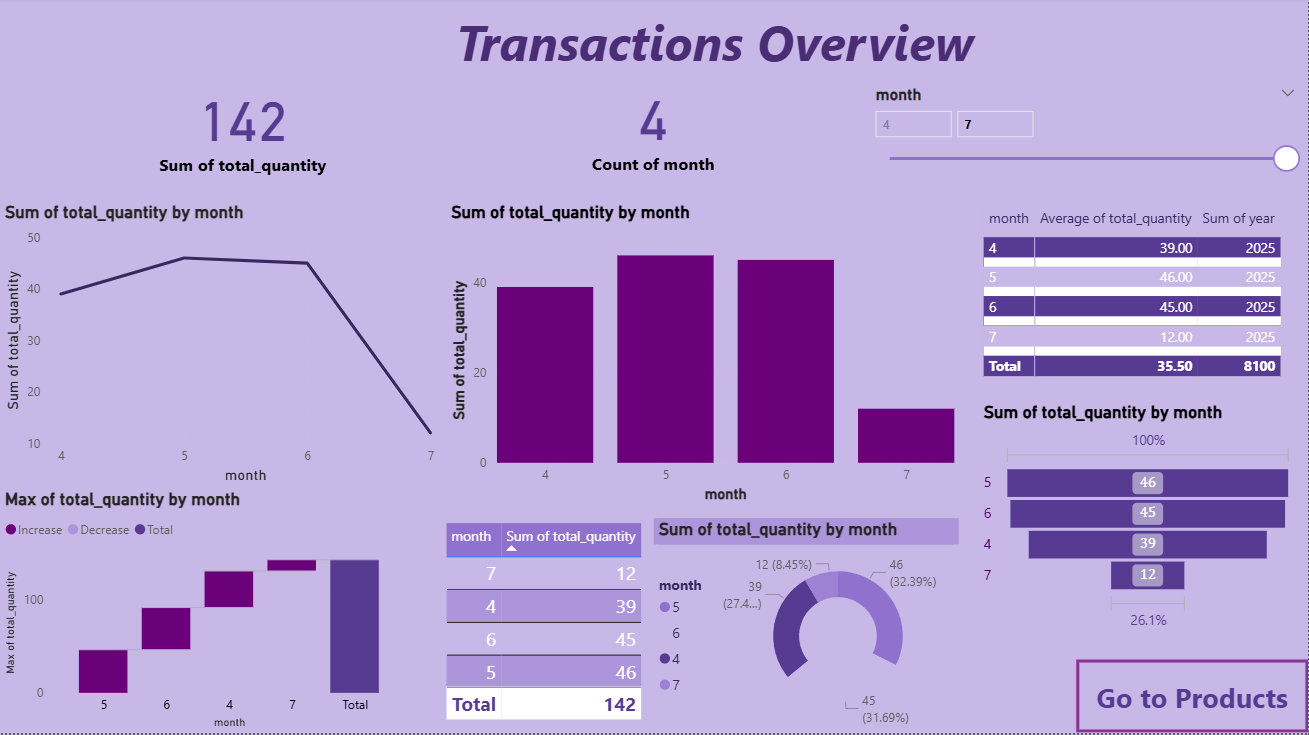 Transactions Overview
142
Sum of total_quantity
4
Count of month
month
4 7
Sum of total_quantity by month
Sum of total_quantity
50
40
30
20
10
4 5 6 7
month
Sum of total_quantity by month
Sum of total_quantity
40
20
0
4 5 6 7
month
month Average of total_quantity Sum of year
4 39.00 2025
5 46.00 2025
6 45.00 2025
7 12.00 2025
Total 35.50 8100
Max of total_quantity by month
Increase Decrease Total
Max of total_quantity
100
0
5 6 4 7 Total
month
month Sum of total_quantity
7 12
4 39
6 45
5 46
Total 142
Sum of total_quantity by month
month
5
6
4
7
12 (8.45%)
46
(32.39%)
39
(27.4...)
45
(31.69%)
Sum of total_quantity by month
100%
5 46
6 45
4 39
7 12
26.1%
Go to Products